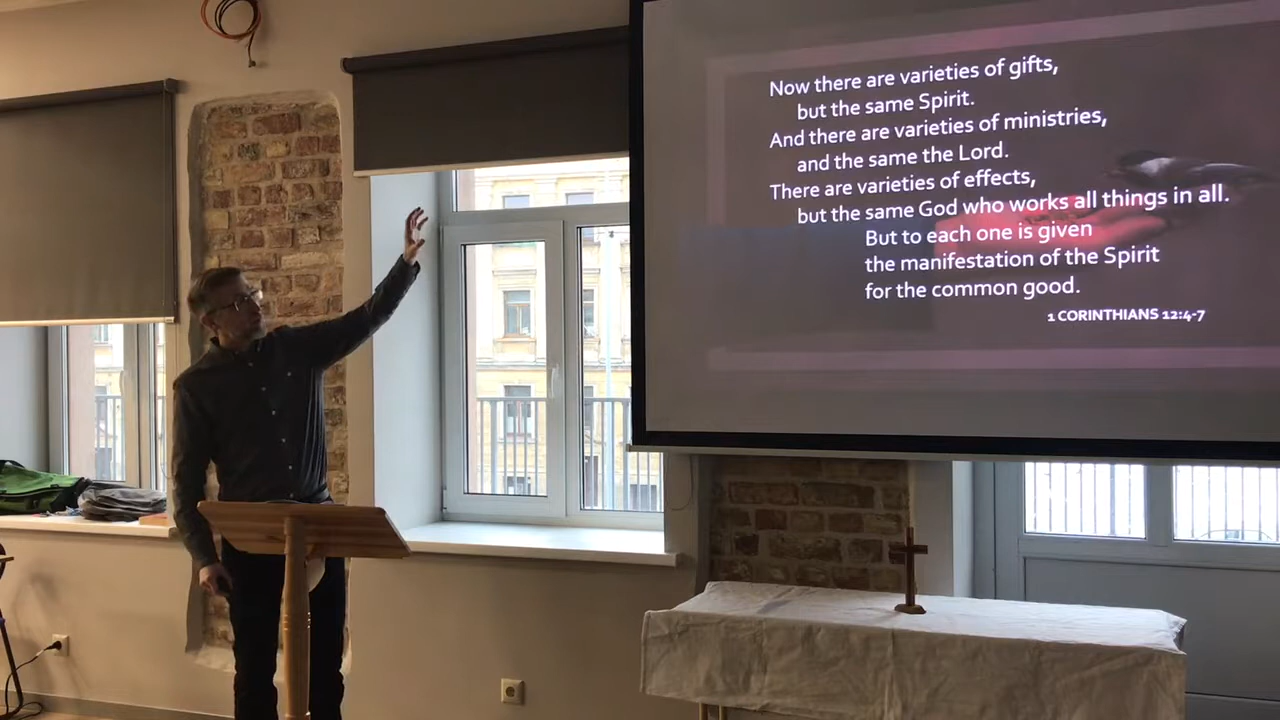 Now there are varieties of gifts,
but the same Spirit.
And there are varieties of ministries,
and the same the Lord.
There are varieties of effects,
but the same God who works all things in all.
But to each one is given
the manifestation of the Spirit
for the common good.
1 CORINTHIANS 12:4-7